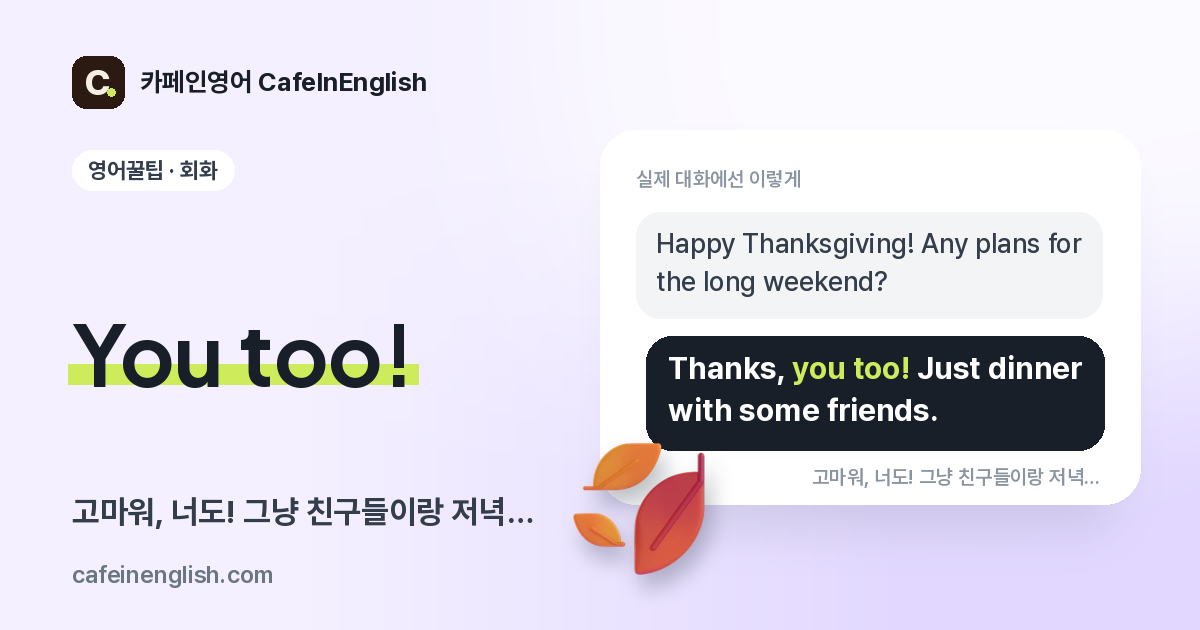 C
카페인영어 CafeInEnglish
영어꿀팁 · 회화
You too!
고마워, 너도! 그냥 친구들이랑 저녁...
cafeinenglish.com
실제 대화에선 이렇게
Happy Thanksgiving! Any plans for
the long weekend?
Thanks, you too! Just dinner
with some friends.
고마워, 너도! 그냥 친구들이랑 저녁...